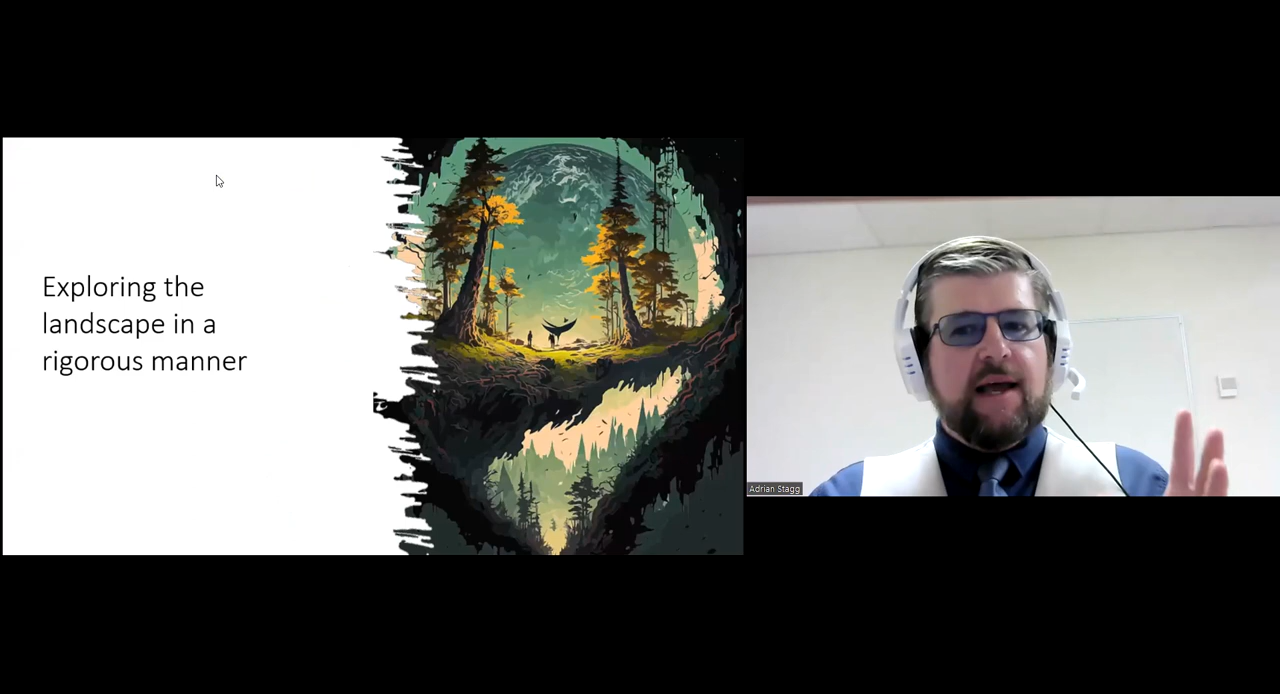 Exploring the
landscape in a
rigorous manner
Adrian Stagg